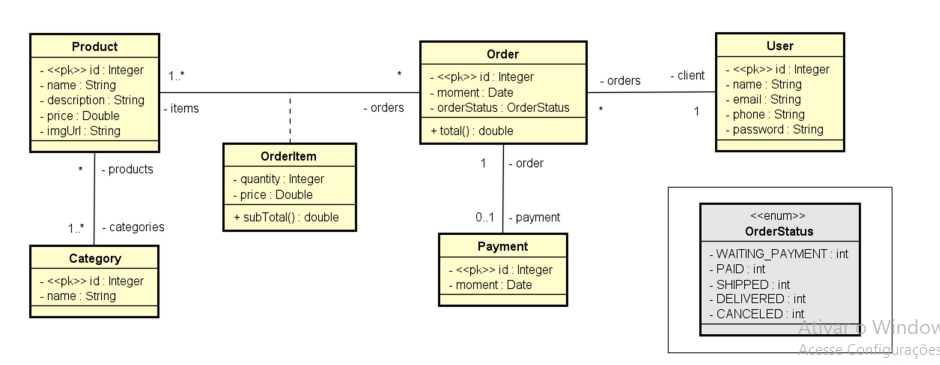 Product
- <<pk>> id : Integer
- name : String
- description : String
- price : Double
- imgUrl : String
1..*
- items
*
- orders
OrderItem
- quantity : Integer
- price : Double
+ subTotal() : double
Order
- <<pk>> id : Integer
- moment : Date
- orderStatus : OrderStatus
+ total() : double
- orders
*
- client
1
User
- <<pk>> id : Integer
- name : String
- email : String
- phone : String
- password : String
* - products
1..* - categories
Category
- <<pk>> id : Integer
- name : String
1 - order
0..1 - payment
Payment
- <<pk>> id : Integer
- moment : Date
<<enum>>
OrderStatus
- WAITING_PAYMENT : int
- PAID : int
- SHIPPED : int
- DELIVERED : int
- CANCELED : int
Ativar o Window
Acesse Configurações